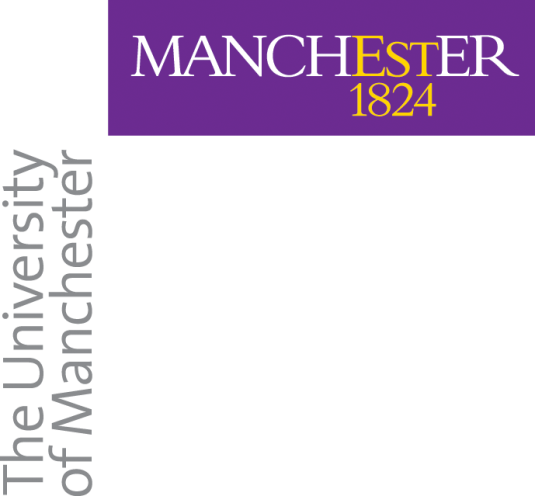 MANCHEstER
1824
The University
of Manchester